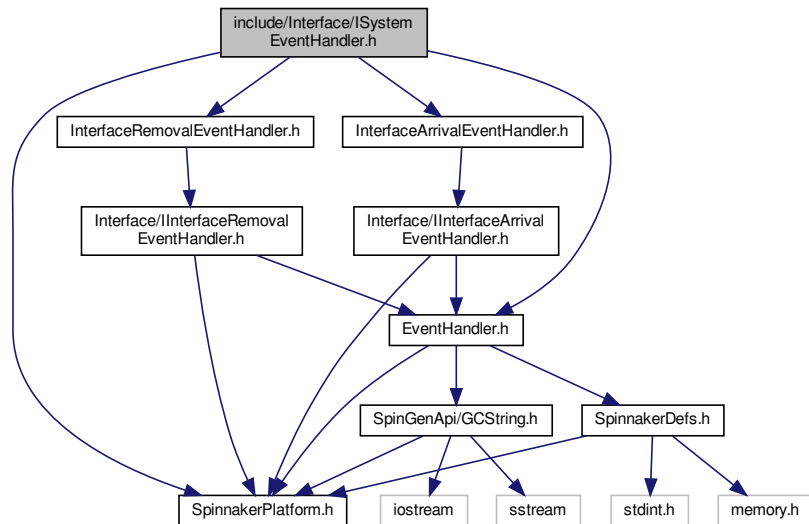 include/Interface/ISystem
EventHandler.h
InterfaceRemovalEventHandler.h
InterfaceArrivalEventHandler.h
Interface/IInterfaceRemoval
EventHandler.h
Interface/IInterfaceArrival
EventHandler.h
EventHandler.h
SpinGenApi/GCString.h
SpinnakerDefs.h
SpinnakerPlatform.h
iostream
sstream
stdint.h
memory.h